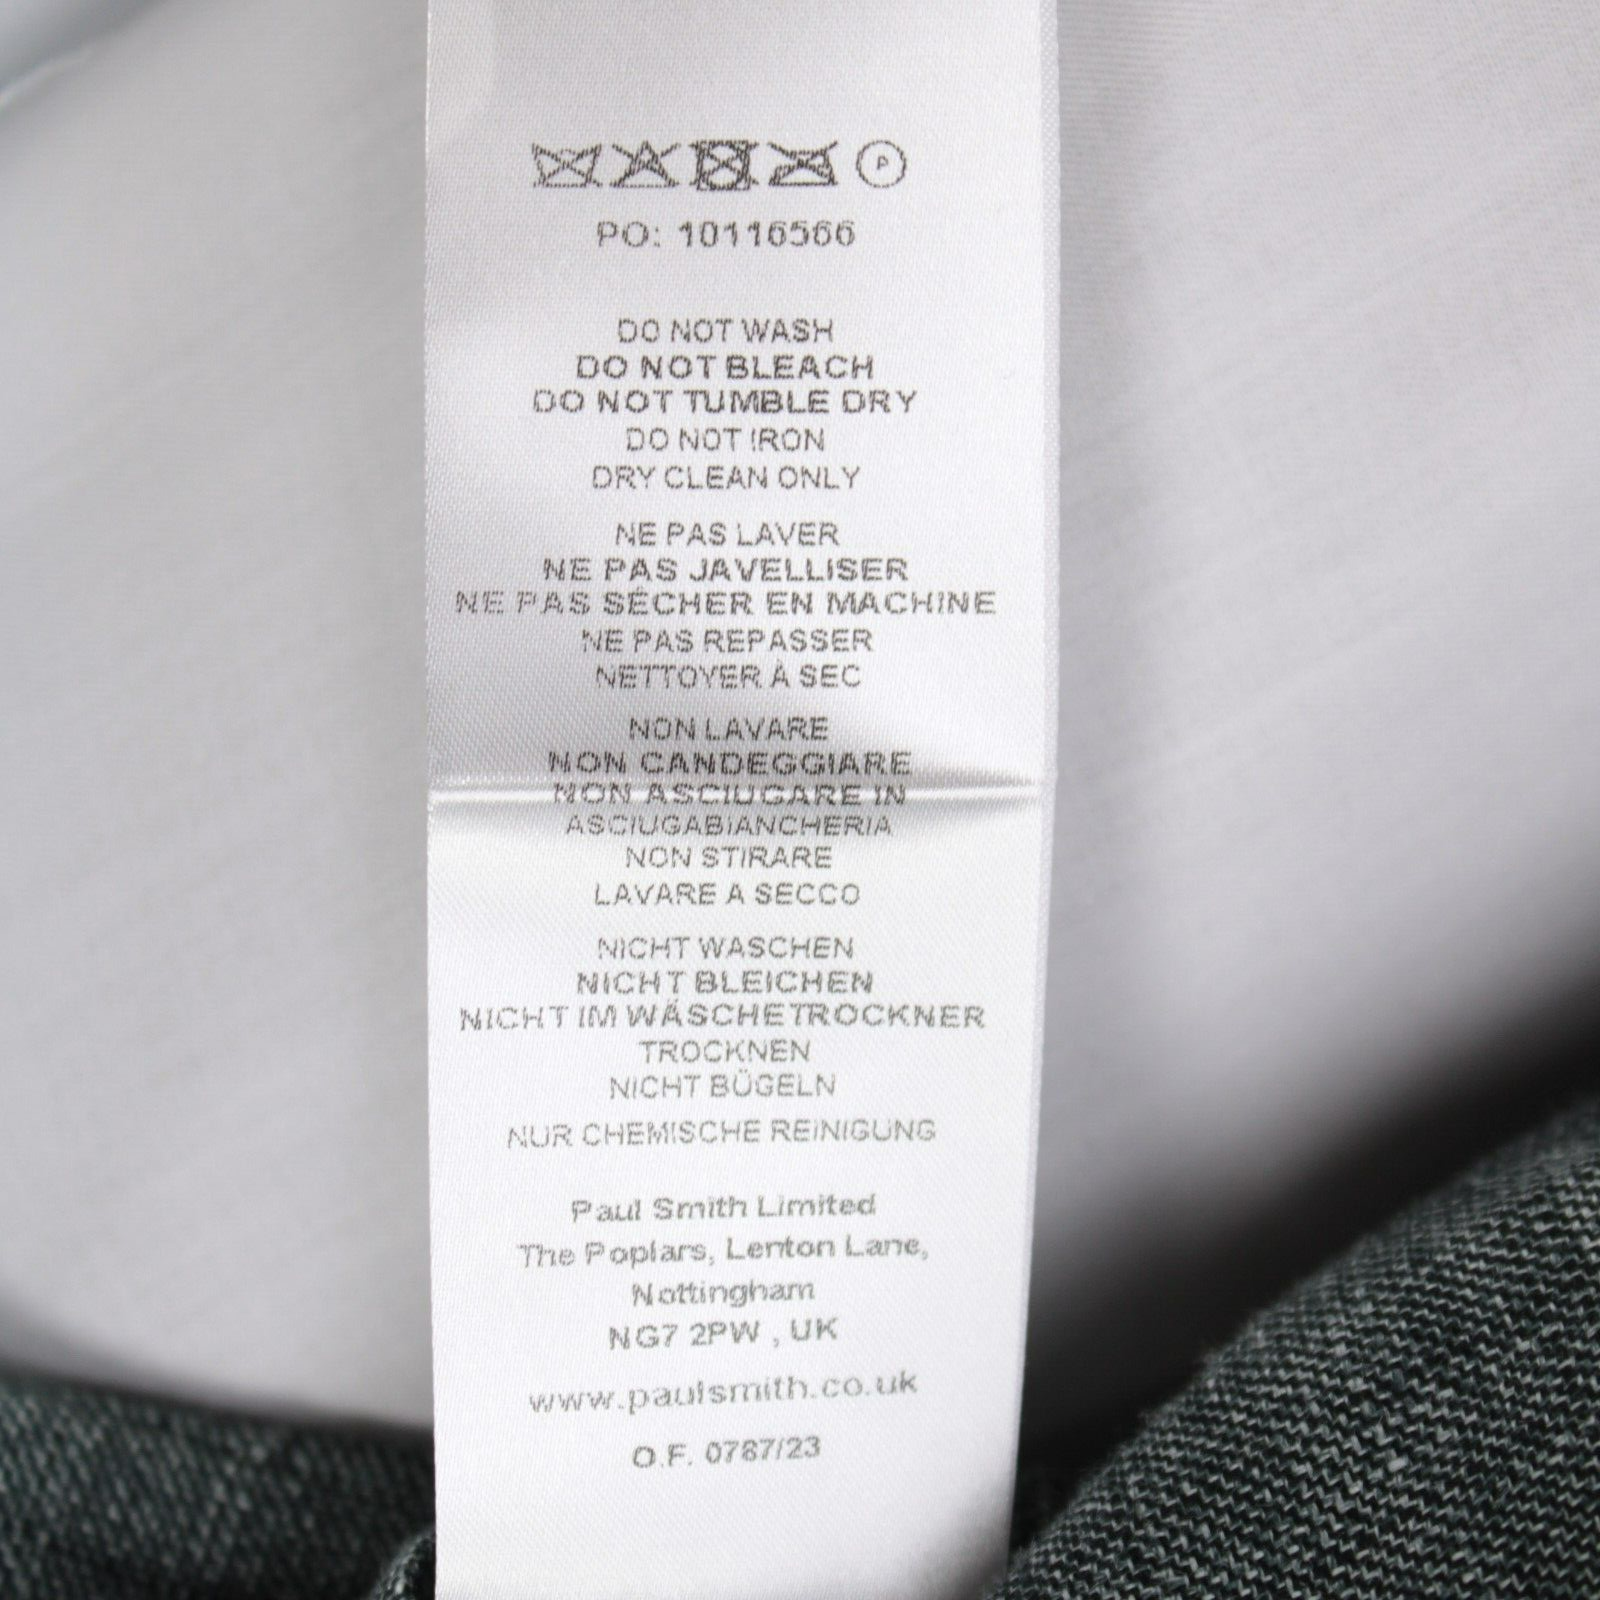 P
PO: 10116566
DO NOT WASH
DO NOT BLEACH
DO NOT TUMBLE DRY
DO NOT IRON
DRY CLEAN ONLY
NE PAS LAVER
NE PAS JAVELLISER
NE PAS SÉCHER EN MACHINE
NE PAS REPASSER
NETTOYER À SEC
NON LAVARE
NON CANDEGGIARE
NON ASCIUGARE IN
ASCIUGABIANCHERIA
NON STIRARE
LAVARE A SECCO
NICHT WASCHEN
NICHT BLEICHEN
NICHT IM WÄSCHETROCKNER
TROCKNEN
NICHT BÜGELN
NUR CHEMISCHE REINIGUNG
Paul Smith Limited
The Poplars, Lenton Lane,
Nottingham
NG7 2PW , UK
www.paulsmith.co.uk
O.F. 0787/23